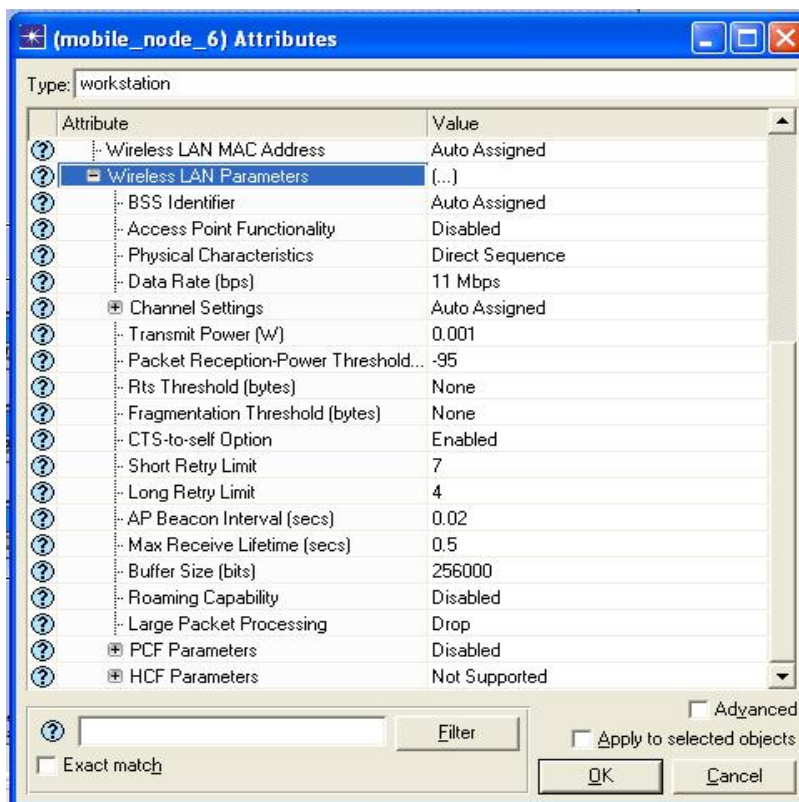 (mobile_node_6) Attributes
Type: workstation
Attribute Value
Wireless LAN MAC Address Auto Assigned
Wireless LAN Parameters (...)
BSS Identifier Auto Assigned
Access Point Functionality Disabled
Physical Characteristics Direct Sequence
Data Rate (bps) 11 Mbps
Channel Settings Auto Assigned
Transmit Power (W) 0.001
Packet Reception-Power Threshold... -95
Rts Threshold (bytes) None
Fragmentation Threshold (bytes) None
CTS-to-self Option Enabled
Short Retry Limit 7
Long Retry Limit 4
AP Beacon Interval (secs) 0.02
Max Receive Lifetime (secs) 0.5
Buffer Size (bits) 256000
Roaming Capability Disabled
Large Packet Processing Drop
PCF Parameters Disabled
HCF Parameters Not Supported
Advanced
Filter
Apply to selected objects
Exact match
OK Cancel